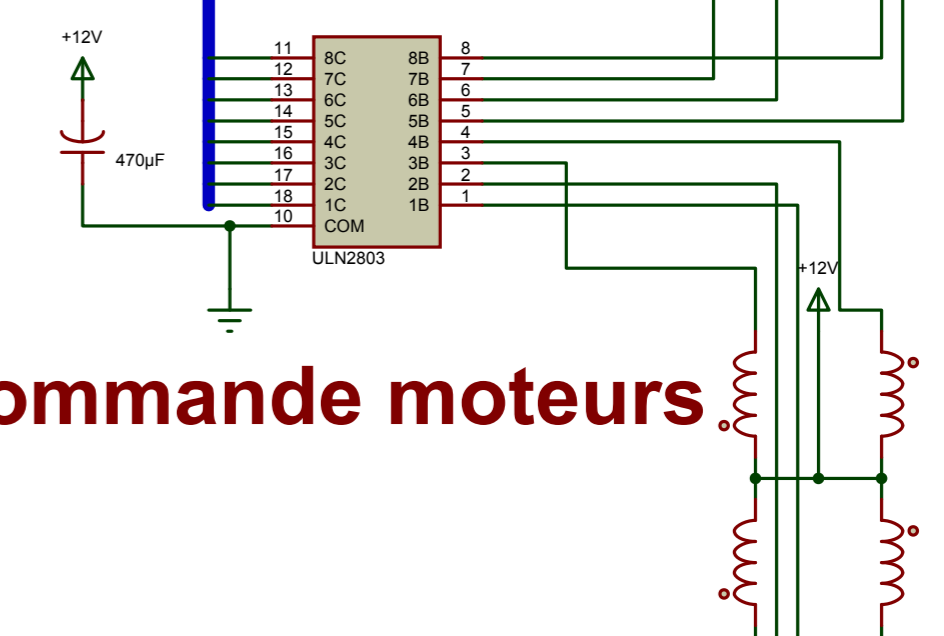 +12V
470µF
11 8C 8B 8
12 7C 7B 7
13 6C 6B 6
14 5C 5B 5
15 4C 4B 4
16 3C 3B 3
17 2C 2B 2
18 1C 1B 1
10 COM
ULN2803
+12V
ommande moteurs